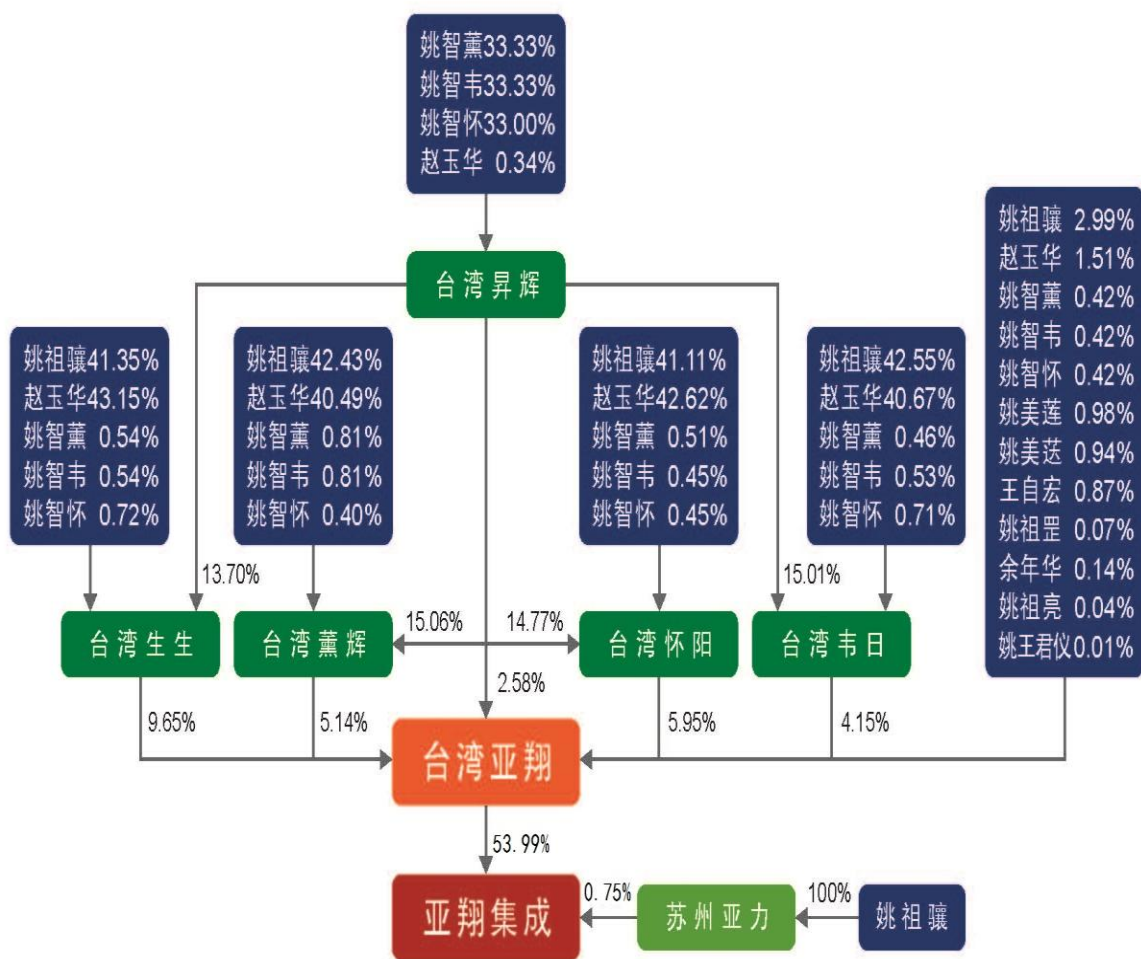 姚智薰33.33%
姚智韦33.33%
姚智怀33.00%
赵玉华 0.34%
台湾昇辉
姚祖骧41.35%
赵玉华43.15%
姚智薰 0.54%
姚智韦 0.54%
姚智怀 0.72%
姚祖骧42.43%
赵玉华40.49%
姚智薰 0.81%
姚智韦 0.81%
姚智怀 0.40%
姚祖骧41.11%
赵玉华42.62%
姚智薰 0.51%
姚智韦 0.45%
姚智怀 0.45%
姚祖骧42.55%
赵玉华40.67%
姚智薰 0.46%
姚智韦 0.53%
姚智怀 0.71%
姚祖骧 2.99%
赵玉华 1.51%
姚智薰 0.42%
姚智韦 0.42%
姚智怀 0.42%
姚美莲 0.98%
姚美蒎 0.94%
王自宏 0.87%
姚祖罡 0.07%
余年华 0.14%
姚祖亮 0.04%
姚王君仪0.01%
13.70%
15.06%
14.77%
15.01%
台湾生生
台湾薰辉
台湾怀阳
台湾韦日
2.58%
9.65%
5.14%
5.95%
4.15%
台湾亚翔
53.99%
亚翔集成
0.75%
苏州亚力
100%
姚祖骧